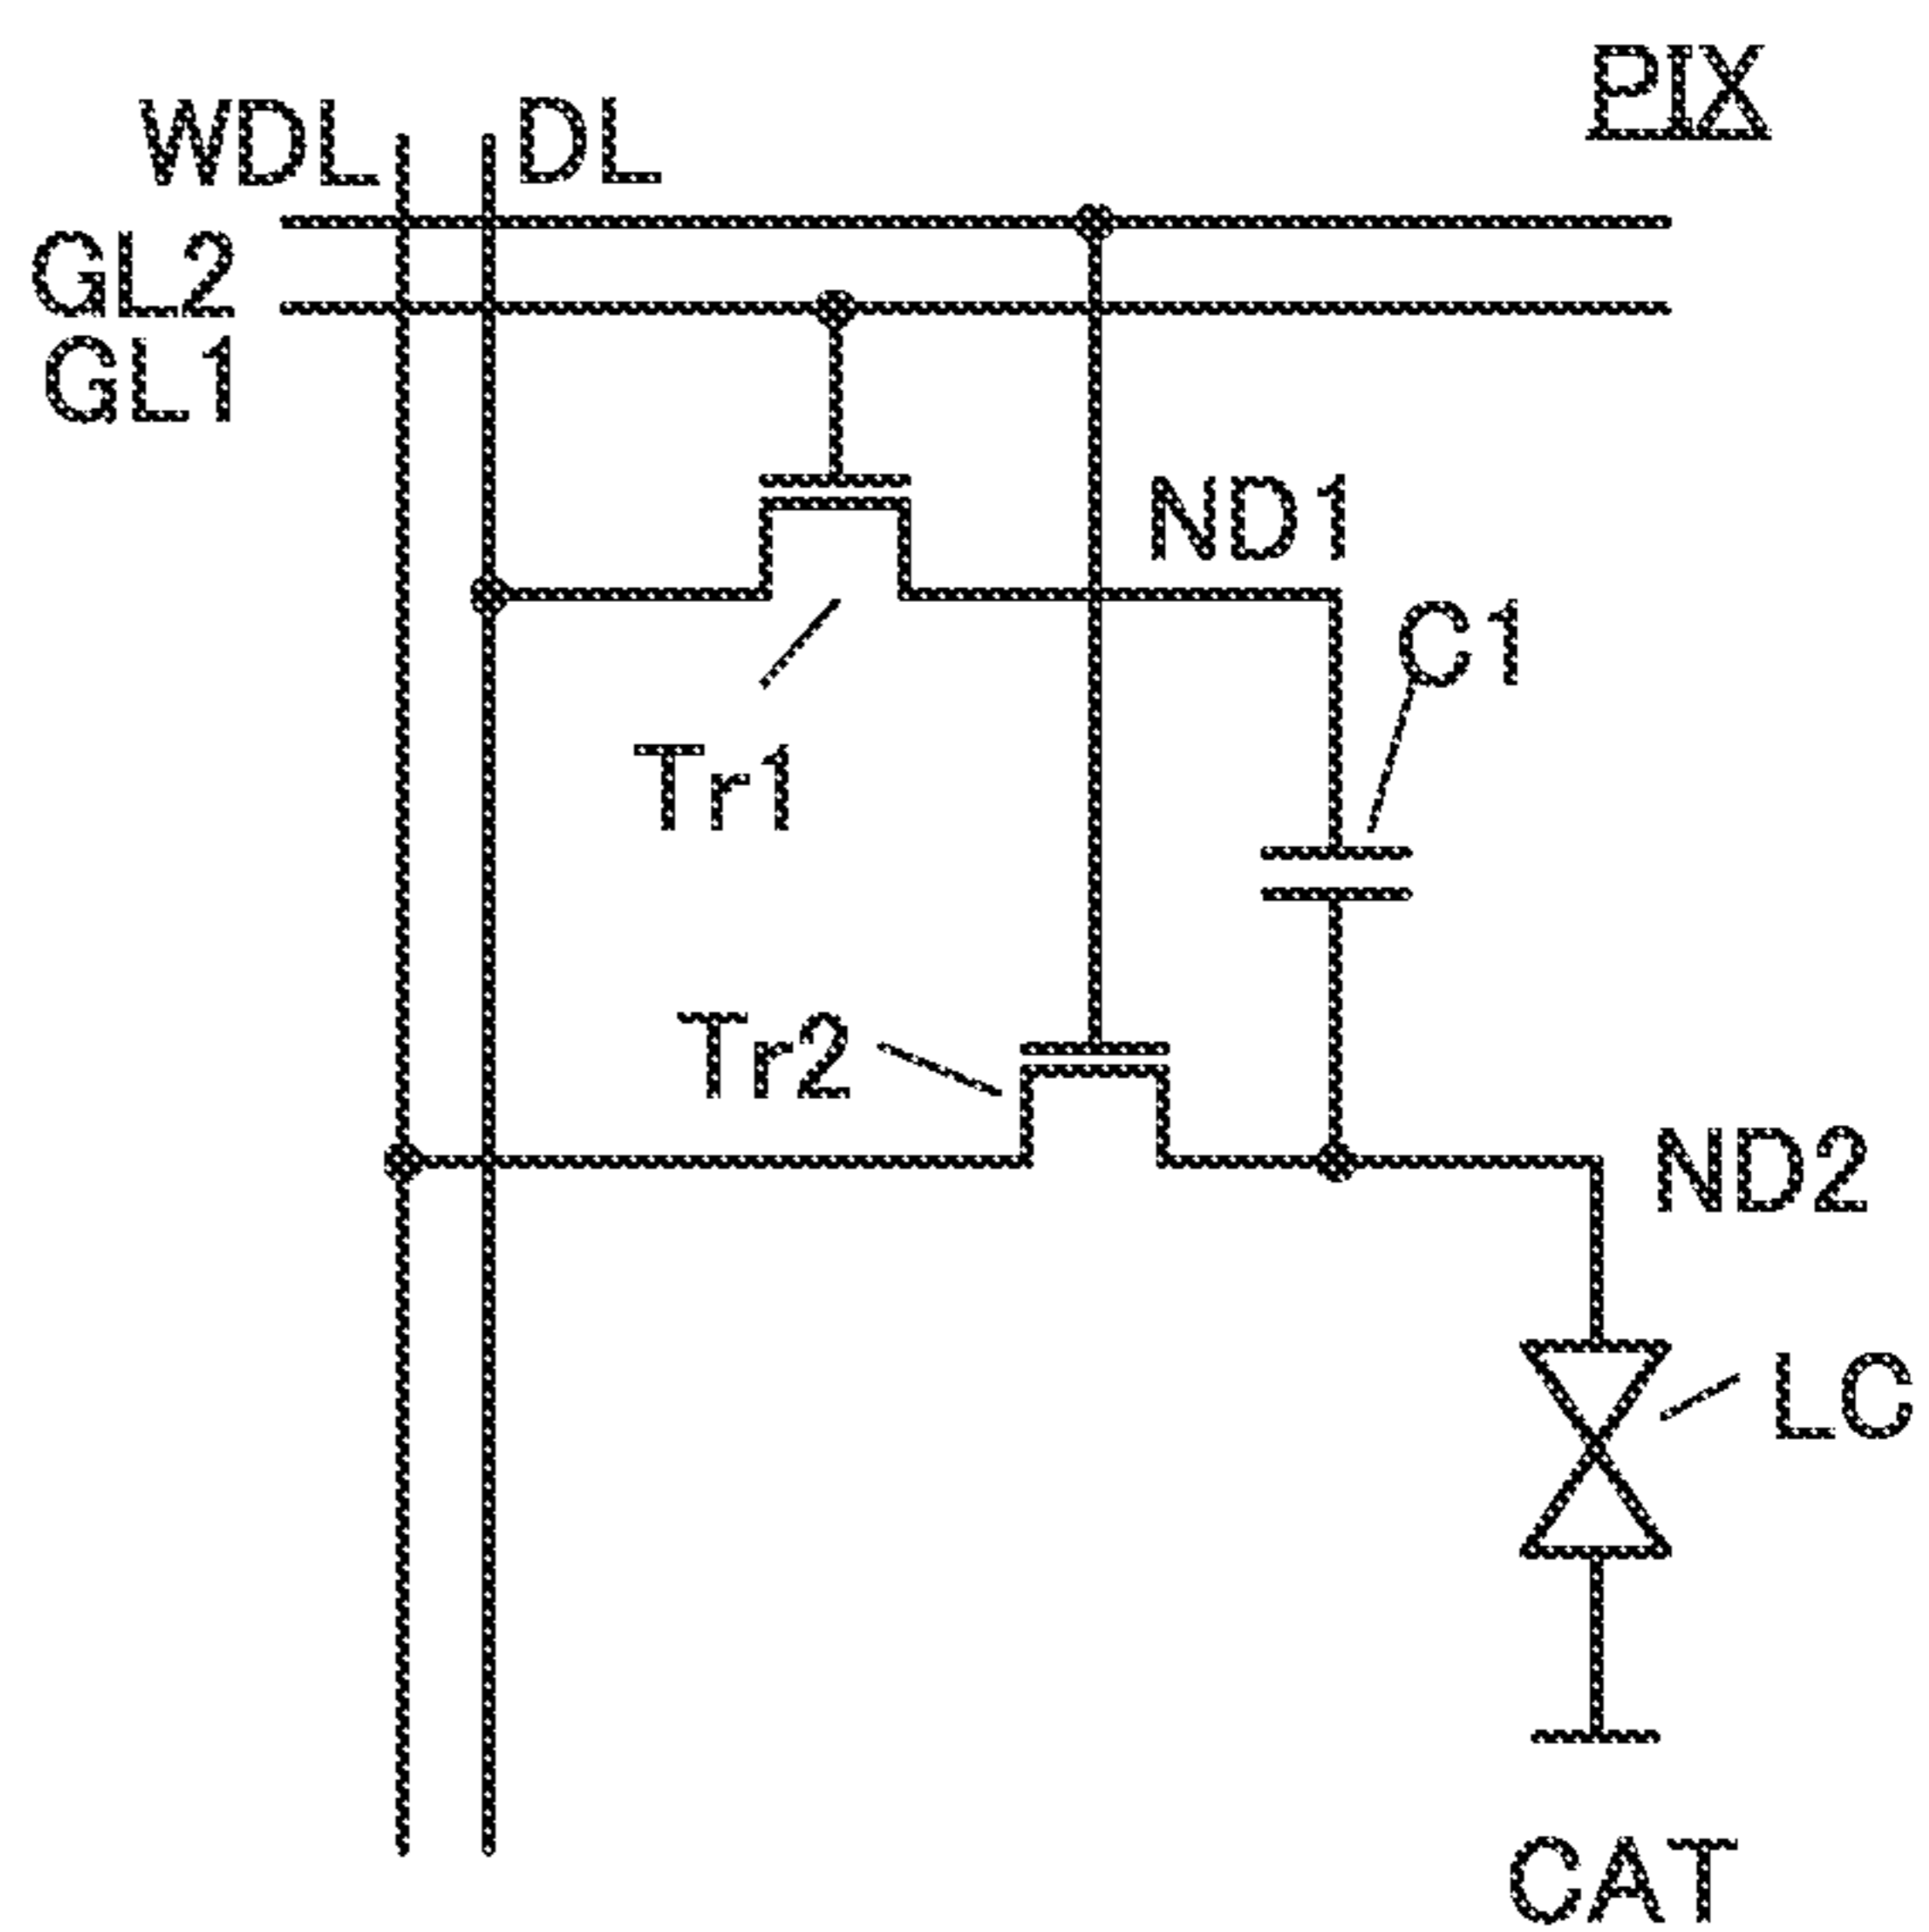 PIX
WDL DL
GL2
GL1
ND1
C1
Tr1
Tr2
ND2
LC
CAT